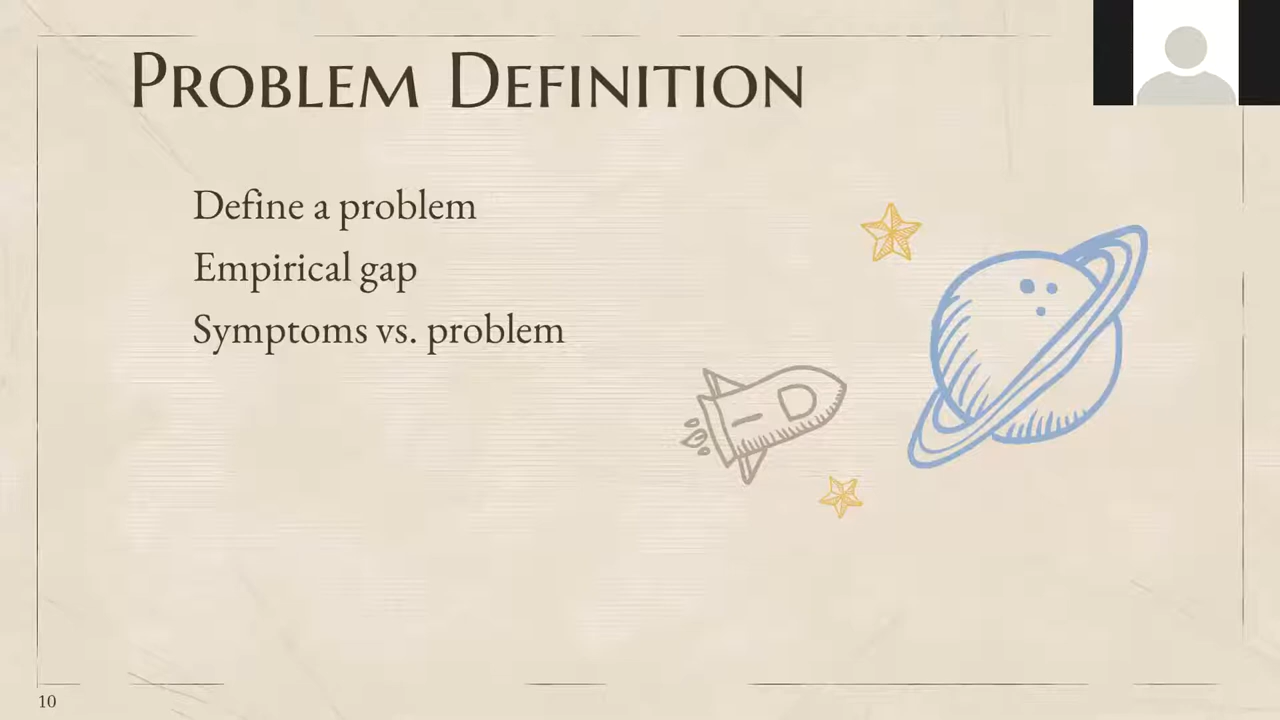 Problem Definition
Define a problem
Empirical gap
Symptoms vs. problem
10